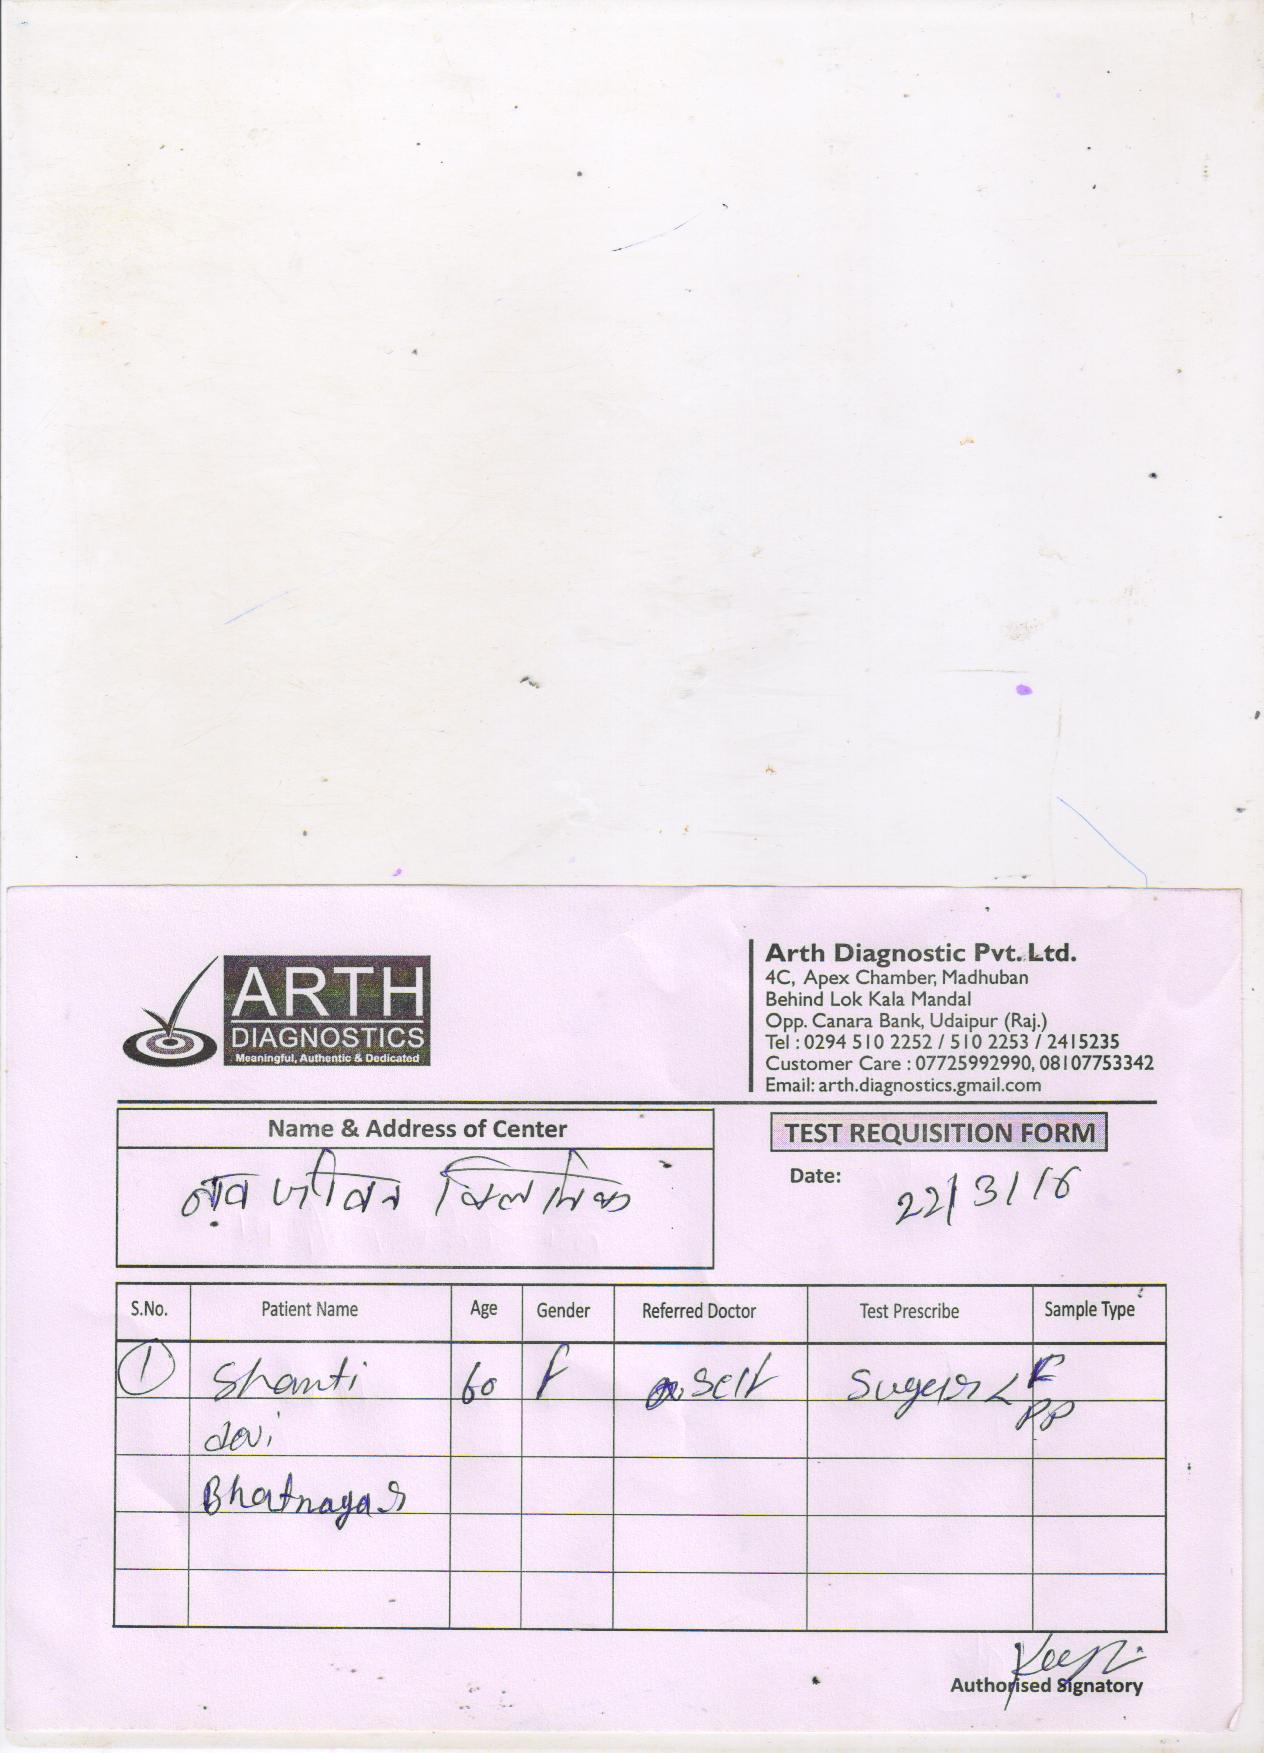 ARTH
DIAGNOSTICS
Meaningful, Authentic & Dedicated
Arth Diagnostic Pvt. Ltd.
4C, Apex Chamber, Madhuban
Behind Lok Kala Mandal
Opp. Canara Bank, Udaipur (Raj.)
Tel : 0294 510 2252 / 510 2253 / 2415235
Customer Care : 07725992990, 08107753342
Email: arth.diagnostics.gmail.com
Name & Address of Center
TEST REQUISITION FORM
Date: 22/3/16
নব জীবন
S.No. Patient Name Age Gender Referred Doctor Test Prescribe Sample Type
1 Shanti 60 F self Sugar < F
devi PP
Bhatnagar
Authorised Signatory